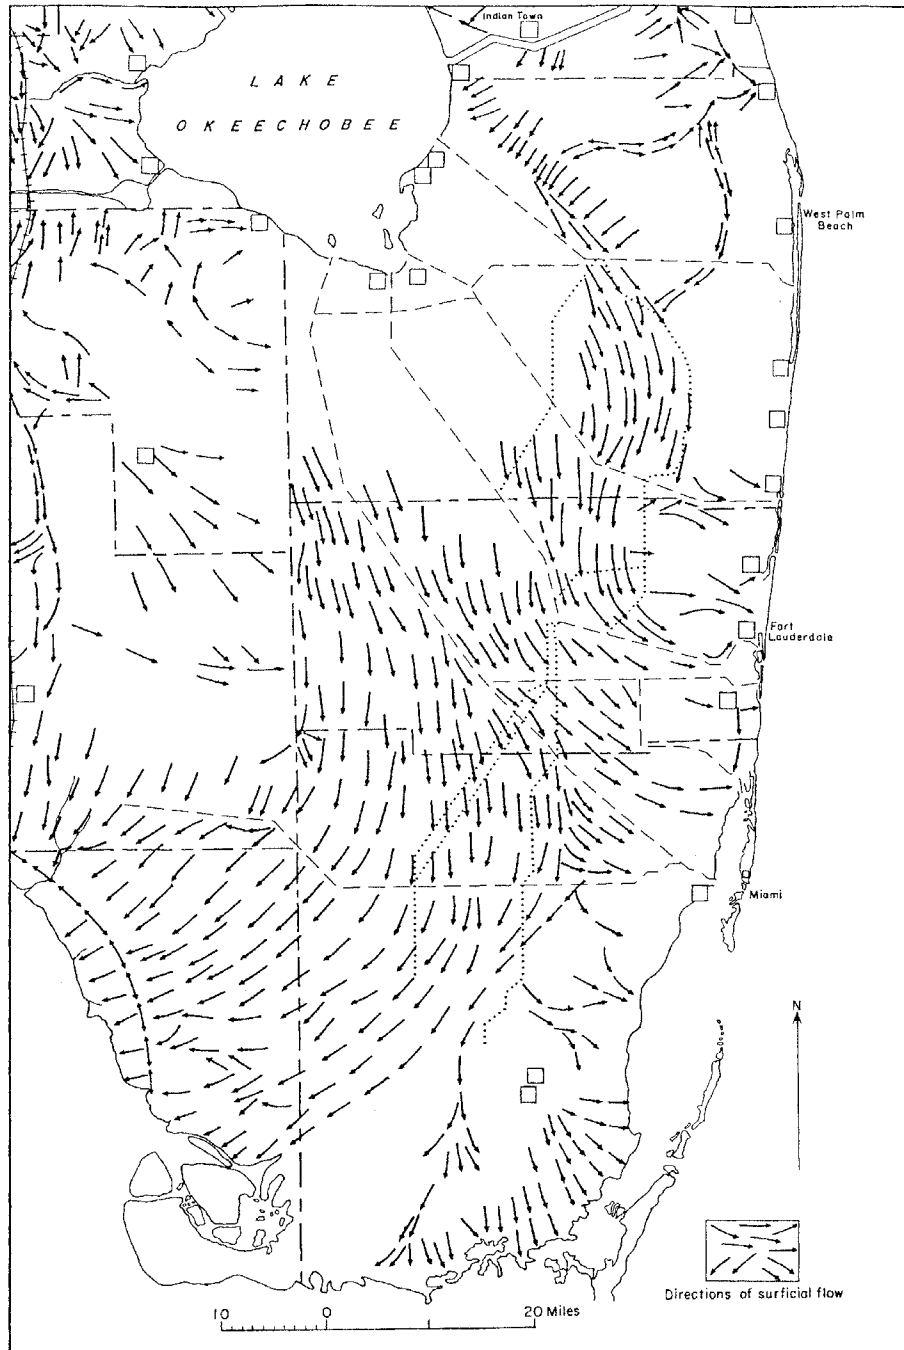 Indian Town
LAKE
OKEECHOBEE
West Palm
Beach
Fort
Lauderdale
Miami
N
Directions of surficial flow
10 0 20 Miles